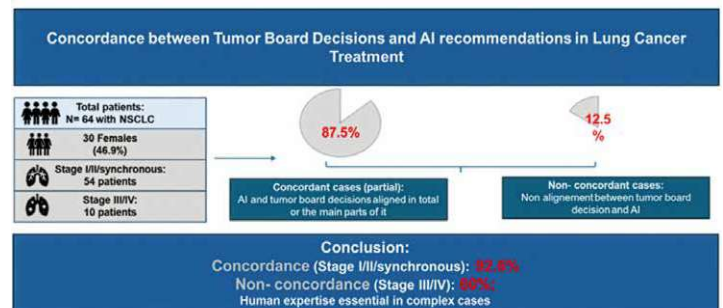 Concordance between Tumor Board Decisions and AI recommendations in Lung Cancer
Treatment
Total patients:
N= 64 with NSCLC
30 Females
(46.9%)
Stage I/II/synchronous:
54 patients
Stage III/IV:
10 patients
87.5%
Concordant cases (partial):
AI and tumor board decisions aligned in total
or the main parts of it
12.5
%
Non- concordant cases:
Non alignement between tumor board
decision and AI
Conclusion:
Concordance (Stage I/II/synchronous): 92.6%
Non- concordance (Stage III/IV): 60%:
Human expertise essential in complex cases